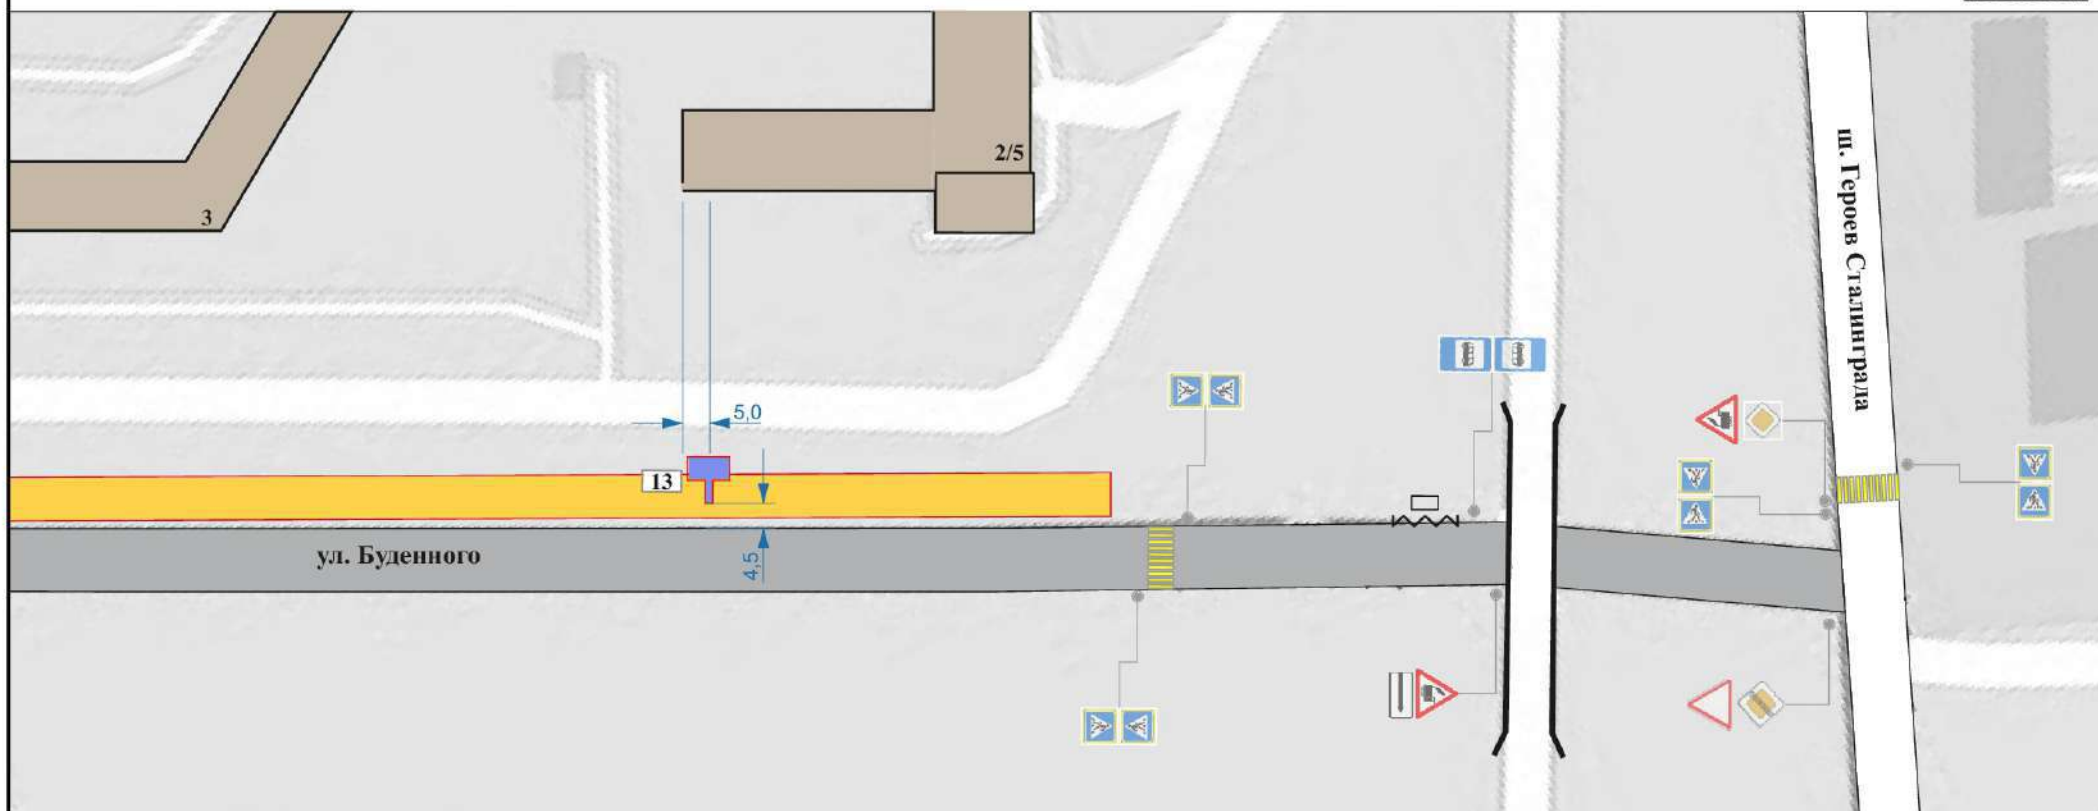 2/5
3
ш. Героев Сталинграда
5,0
13
ул. Буденного
4,5